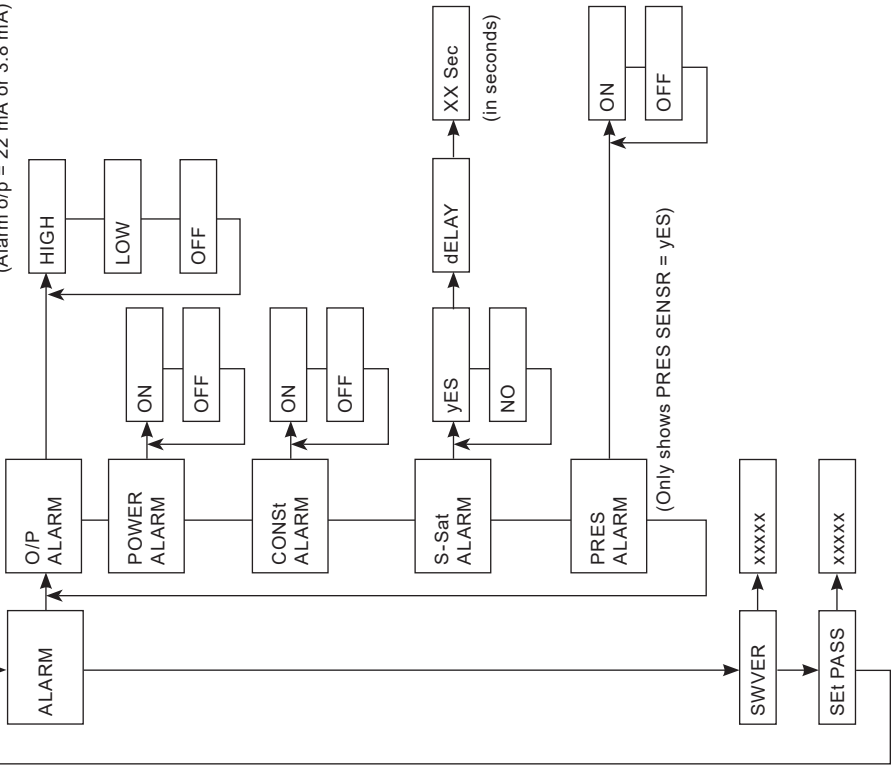 (Alarm o/p = 22 mA or 3.8 mA)
ALARM
O/P
ALARM
HIGH
LOW
OFF
POWER
ALARM
ON
OFF
CONSt
ALARM
ON
OFF
S-Sat
ALARM
yES
NO
dELAY
XX Sec
(in seconds)
PRES
ALARM
ON
OFF
(Only shows PRES SENSR = yES)
SWVER
xxxxx
SEt PASS
xxxxx